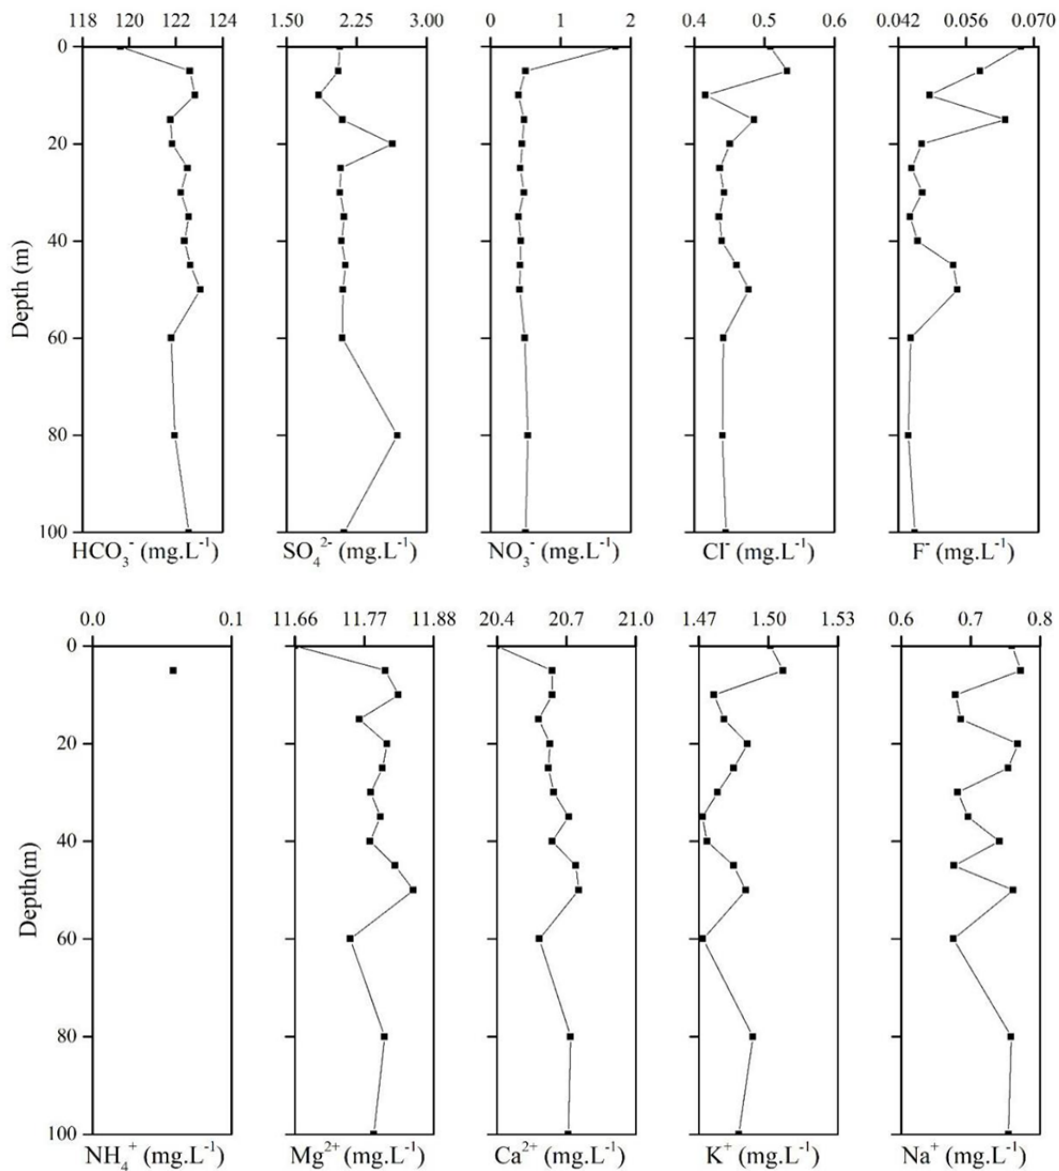 118 120 122 124 1.50 2.25 3.00 0 1 2 0.4 0.5 0.6 0.042 0.056 0.070
0
20
40
60
80
100
Depth (m)
HCO₃⁻ (mg.L⁻¹) SO₄²⁻ (mg.L⁻¹) NO₃⁻ (mg.L⁻¹) Cl⁻ (mg.L⁻¹) F⁻ (mg.L⁻¹)
0.0 0.1 11.66 11.77 11.88 20.4 20.7 21.0 1.47 1.50 1.53 0.6 0.7 0.8
0
20
40
60
80
100
Depth(m)
NH₄⁺ (mg.L⁻¹) Mg²⁺ (mg.L⁻¹) Ca²⁺ (mg.L⁻¹) K⁺ (mg.L⁻¹) Na⁺ (mg.L⁻¹)